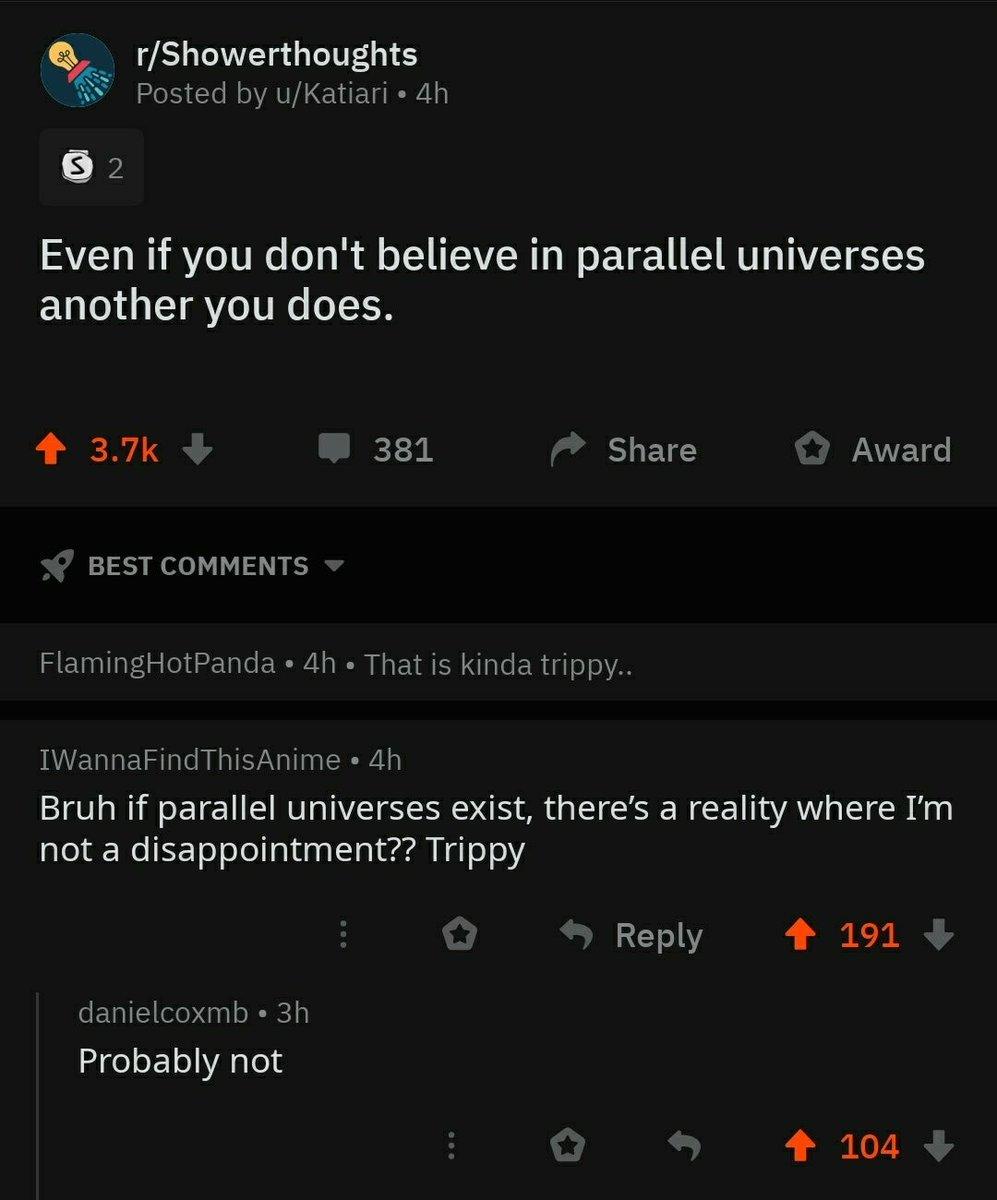 r/Showerthoughts
Posted by u/Katiari • 4h
S 2
Even if you don't believe in parallel universes
another you does.
3.7k 381 Share Award
BEST COMMENTS
FlamingHotPanda • 4h • That is kinda trippy..
IWannaFindThisAnime • 4h
Bruh if parallel universes exist, there’s a reality where I’m
not a disappointment?? Trippy
Reply 191
danielcoxmb • 3h
Probably not
104